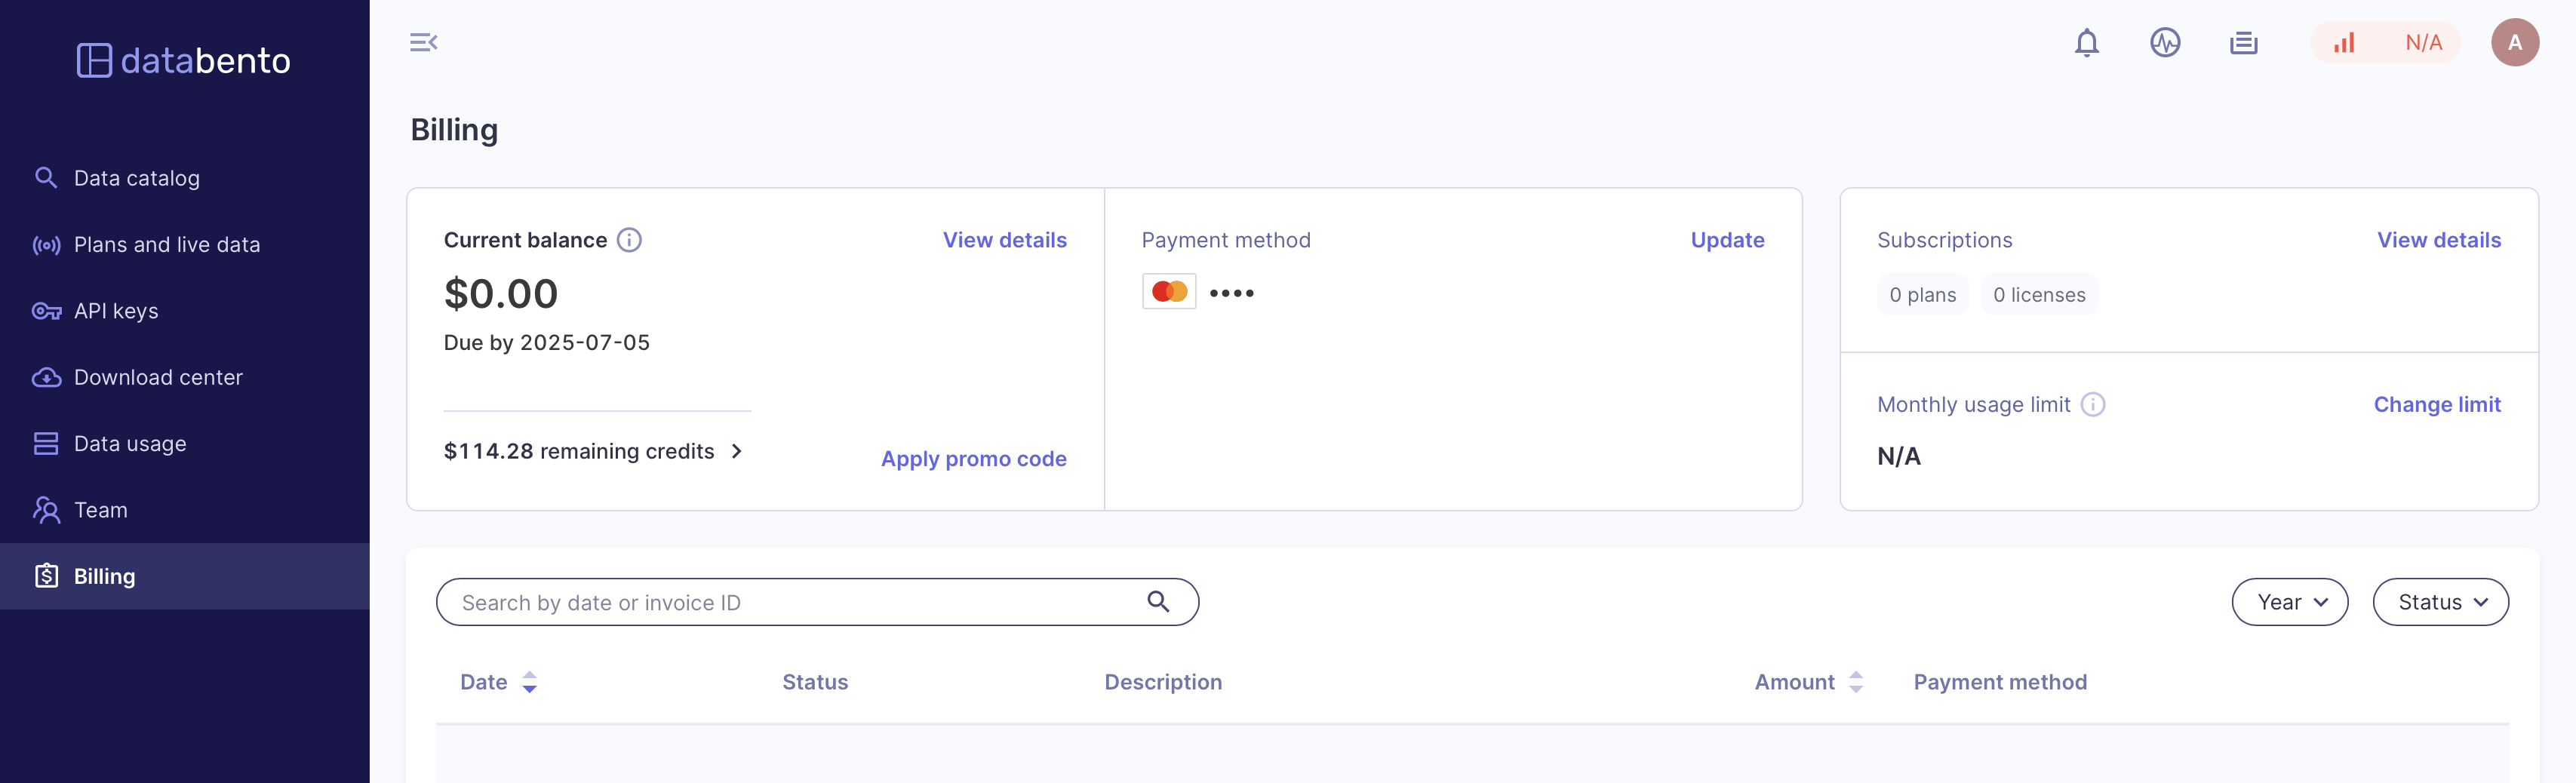 databento
Data catalog
Plans and live data
API keys
Download center
Data usage
Team
Billing
N/A
A
Billing
Current balance
View details
$0.00
Due by 2025-07-05
$114.28 remaining credits
Apply promo code
Payment method
Update
••••
Subscriptions
View details
0 plans
0 licenses
Monthly usage limit
Change limit
N/A
Search by date or invoice ID
Year
Status
Date
Status
Description
Amount
Payment method